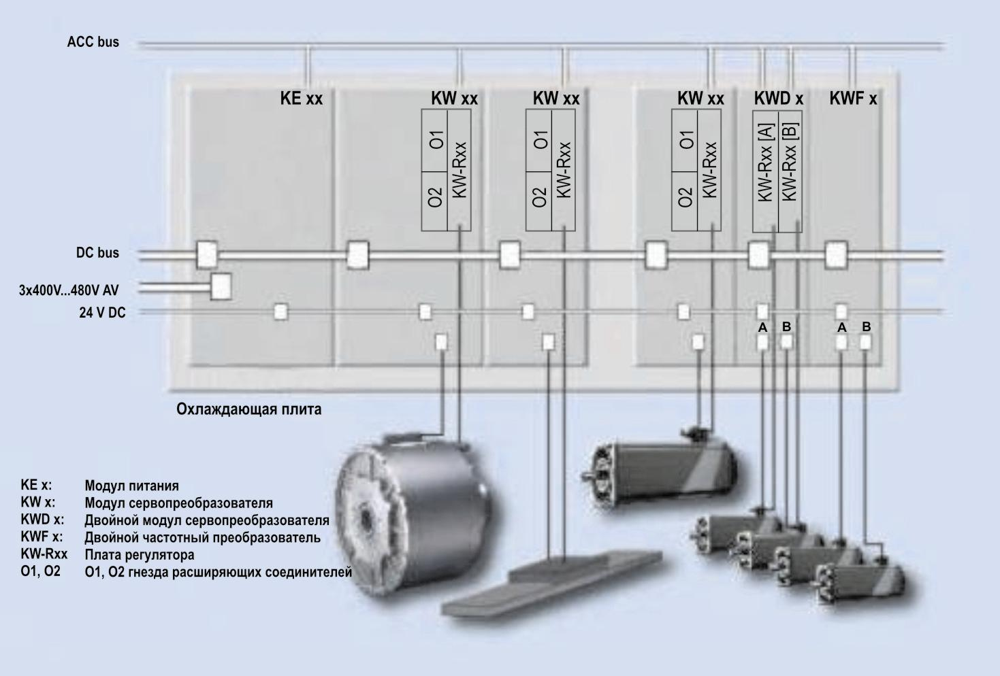 ACC bus
KE xx
KW xx
KW xx
KW xx
KWD x
KWF x
O1
O2
KW-Rxx
O1
O2
KW-Rxx
O1
O2
KW-Rxx
KW-Rxx [A]
KW-Rxx [B]
DC bus
3x400V...480V AV
24 V DC
A
B
A
B
Охлаждающая плита
KE x: Модул питания
KW x: Модул сервопреобразователя
KWD x: Двойной модул сервопреобразователя
KWF x: Двойной частотный преобразователь
KW-Rxx Плата регулятора
O1, O2 O1, O2 гнезда расширяющих соединителей